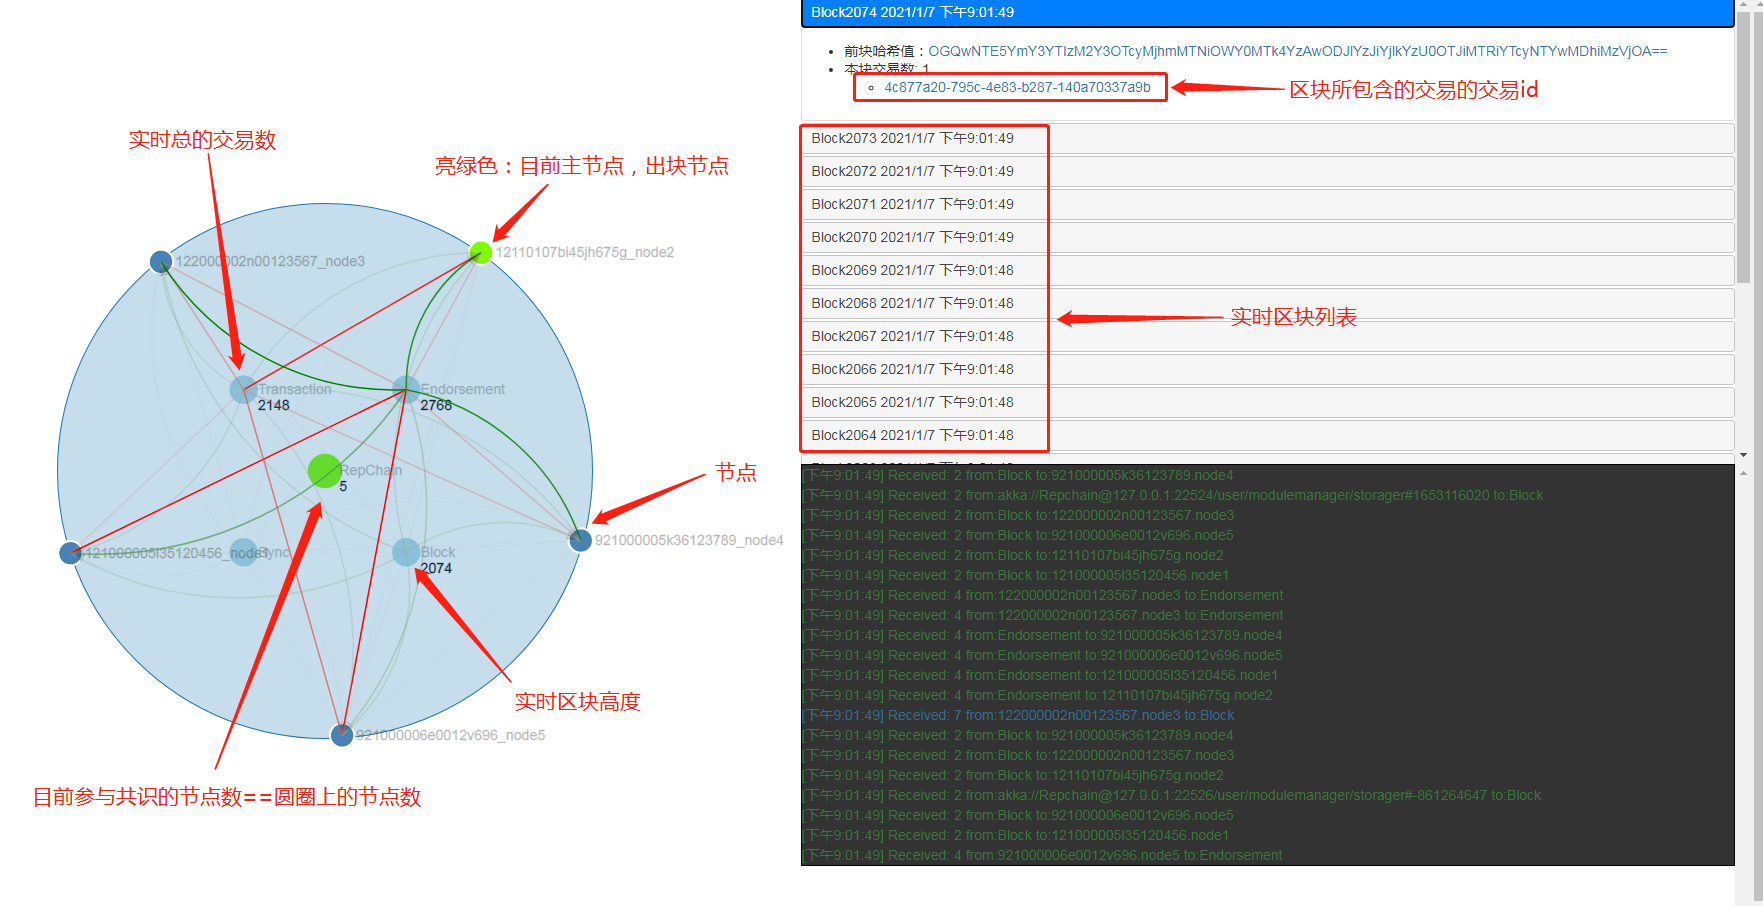 实时总的交易数
亮绿色：目前主节点，出块节点
122000002n00123567_node3
12110107bi45jh675g_node2
Transaction
2148
Endorsement
2768
RepChain
5
节点
121000005l35120456_node1
Sync
Block
2074
921000005k36123789_node4
实时区块高度
921000006e0012v696_node5
目前参与共识的节点数==圆圈上的节点数
Block2074 2021/1/7 下午9:01:49
前块哈希值：OGQwNTE5YmY3YTIzM2Y3OTcyMjhmMTNiOWY0MTk4YzAwODJlYzJiYjlkYzU0OTJiMTRiYTcyNTYwMDhiMzVjOA==
本块交易数: 1
4c877a20-795c-4e83-b287-140a70337a9b
区块所包含的交易的交易id
Block2073 2021/1/7 下午9:01:49
Block2072 2021/1/7 下午9:01:49
Block2071 2021/1/7 下午9:01:49
Block2070 2021/1/7 下午9:01:49
Block2069 2021/1/7 下午9:01:48
Block2068 2021/1/7 下午9:01:48
实时区块列表
Block2067 2021/1/7 下午9:01:48
Block2066 2021/1/7 下午9:01:48
Block2065 2021/1/7 下午9:01:48
Block2064 2021/1/7 下午9:01:48
[下午9:01:49] Received: 2 from:Block to:921000005k36123789.node4
[下午9:01:49] Received: 2 from:akka://Repchain@127.0.0.1:22524/user/modulemanager/storager#1653116020 to:Block
[下午9:01:49] Received: 2 from:Block to:122000002n00123567.node3
[下午9:01:49] Received: 2 from:Block to:921000006e0012v696.node5
[下午9:01:49] Received: 2 from:Block to:12110107bi45jh675g.node2
[下午9:01:49] Received: 2 from:Block to:121000005l35120456.node1
[下午9:01:49] Received: 4 from:122000002n00123567.node3 to:Endorsement
[下午9:01:49] Received: 4 from:122000002n00123567.node3 to:Endorsement
[下午9:01:49] Received: 4 from:Endorsement to:921000005k36123789.node4
[下午9:01:49] Received: 4 from:Endorsement to:921000006e0012v696.node5
[下午9:01:49] Received: 4 from:Endorsement to:121000005l35120456.node1
[下午9:01:49] Received: 4 from:Endorsement to:12110107bi45jh675g.node2
[下午9:01:49] Received: 7 from:122000002n00123567.node3 to:Block
[下午9:01:49] Received: 2 from:Block to:921000005k36123789.node4
[下午9:01:49] Received: 2 from:Block to:122000002n00123567.node3
[下午9:01:49] Received: 2 from:Block to:12110107bi45jh675g.node2
[下午9:01:49] Received: 2 from:akka://Repchain@127.0.0.1:22526/user/modulemanager/storager#-861264647 to:Block
[下午9:01:49] Received: 2 from:Block to:921000006e0012v696.node5
[下午9:01:49] Received: 2 from:Block to:121000005l35120456.node1
[下午9:01:49] Received: 4 from:921000006e0012v696.node5 to:Endorsement